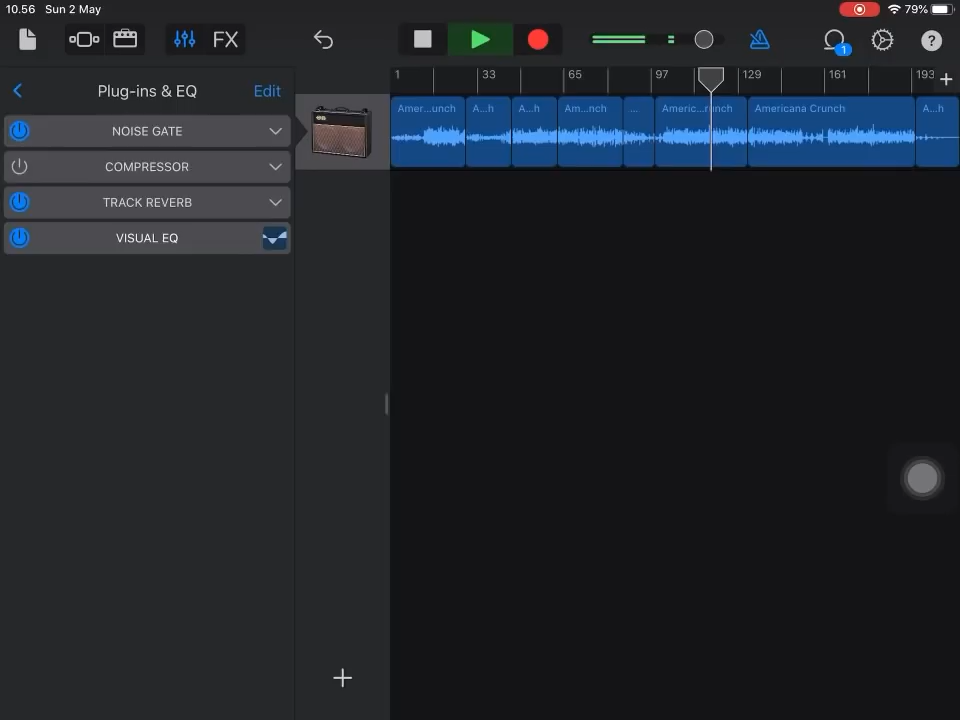 10.56 Sun 2 May
79%
FX
1
?
Plug-ins & EQ
Edit
1 33 65 97 129 161 193
NOISE GATE
COMPRESSOR
TRACK REVERB
VISUAL EQ
Amer...unch A...h A...h Am...nch ... Americ...runch Americana Crunch A...h